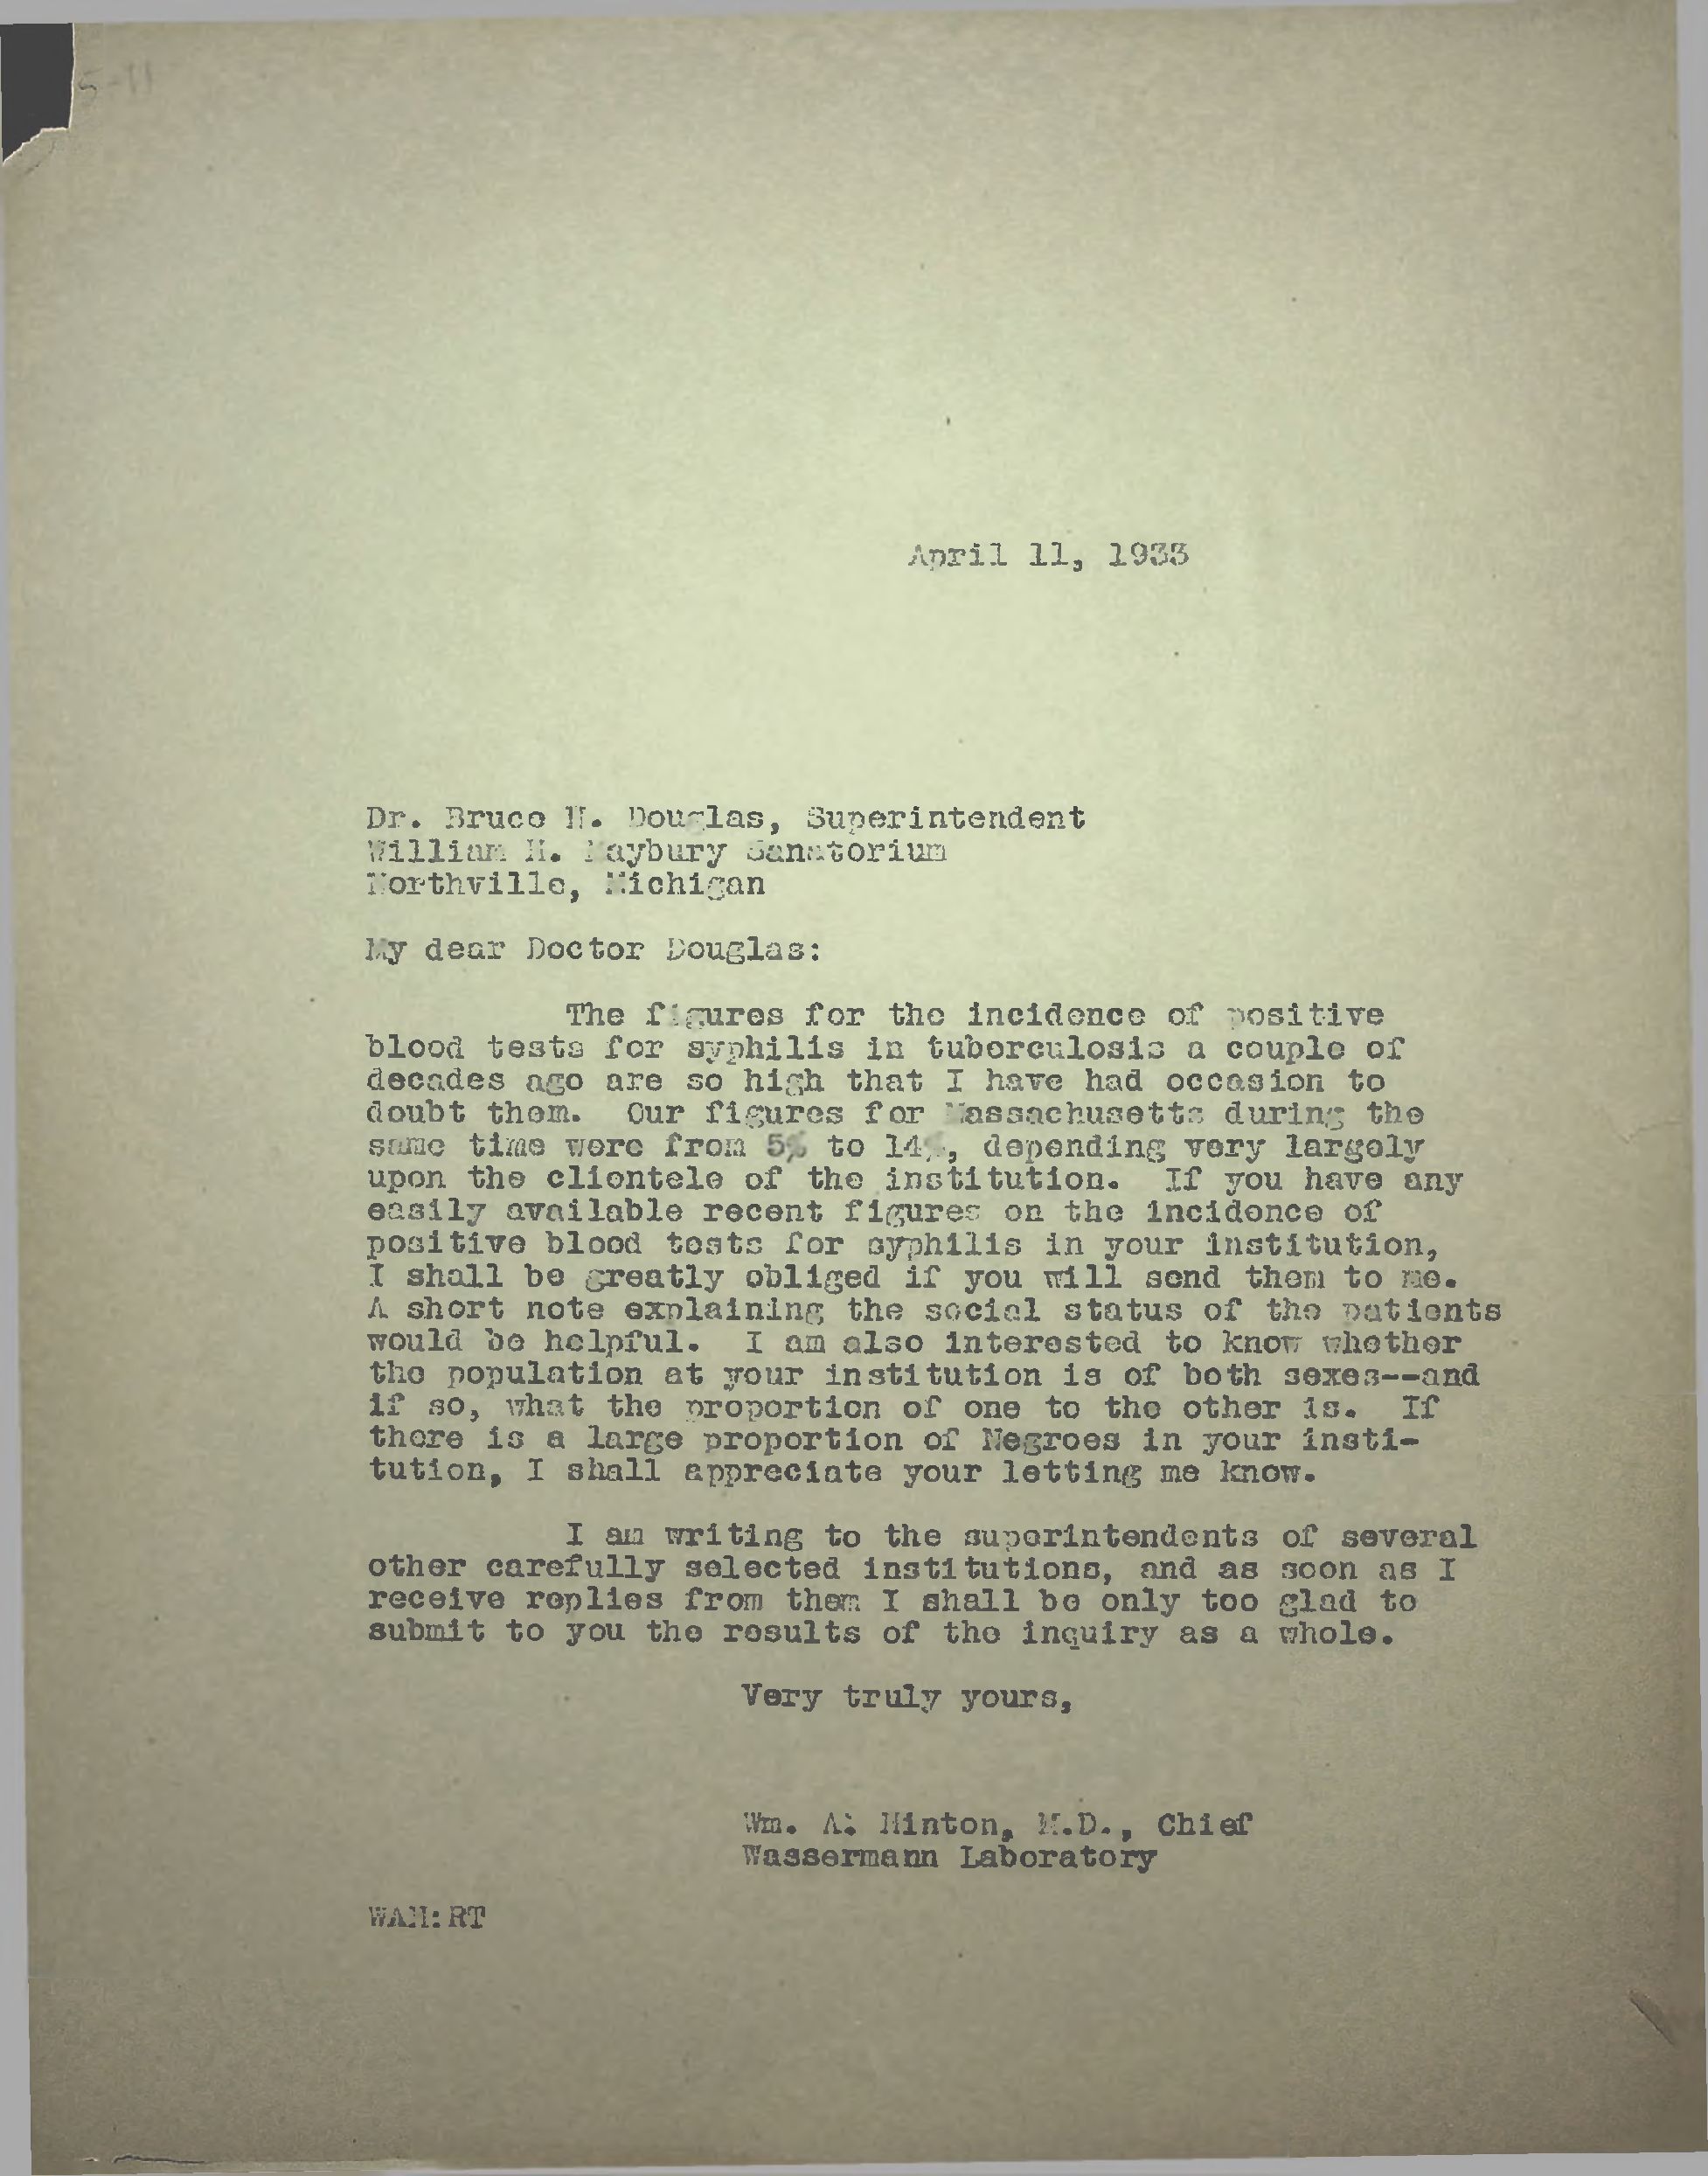 5-11
April 11, 1933
Dr. Bruce H. Douglas, Superintendent
William H. Maybury Sanatorium
Northville, Michigan
My dear Doctor Douglas:
The figures for the incidence of positive
blood tests for syphilis in tuberculosis a couple of
decades ago are so high that I have had occasion to
doubt them. Our figures for Massachusetts during the
same time were from 5% to 14%, depending very largely
upon the clientele of the institution. If you have any
easily available recent figures on the incidence of
positive blood tests for syphilis in your institution,
I shall be greatly obliged if you will send them to me.
A short note explaining the social status of the patients
would be helpful. I am also interested to know whether
the population at your institution is of both sexes--and
if so, what the proportion of one to the other is. If
there is a large proportion of Negroes in your insti-
tution, I shall appreciate your letting me know.
I am writing to the superintendents of several
other carefully selected institutions, and as soon as I
receive replies from them I shall be only too glad to
submit to you the results of the inquiry as a whole.
Very truly yours,
Wm. A. Hinton, M.D., Chief
Wassermann Laboratory
WAH:RT